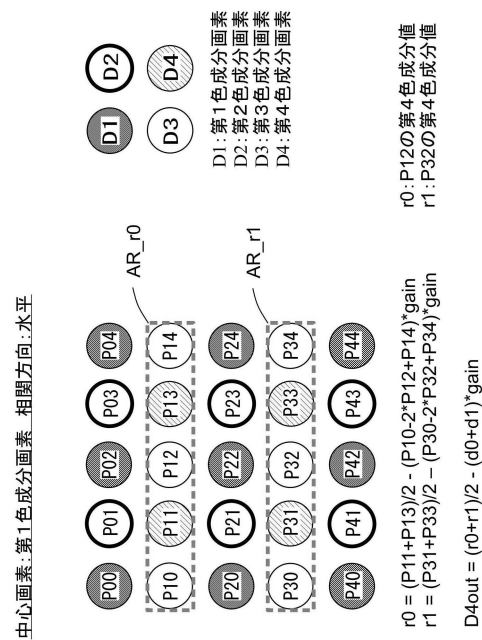 中心画素:第1色成分画素 相関方向:水平
P00 P01 P02 P03 P04
P10 P11 P12 P13 P14
P20 P21 P22 P23 P24
P30 P31 P32 P33 P34
P40 P41 P42 P43 P44
AR_r0
AR_r1
D1 D2
D3 D4
D1:第1色成分画素
D2:第2色成分画素
D3:第3色成分画素
D4:第4色成分画素
r0 = (P11+P13)/2 - (P10-2*P12+P14)*gain
r1 = (P31+P33)/2 – (P30-2*P32+P34)*gain
D4out = (r0+r1)/2 - (d0+d1)*gain
r0:P12の第4色成分値
r1:P32の第4色成分値